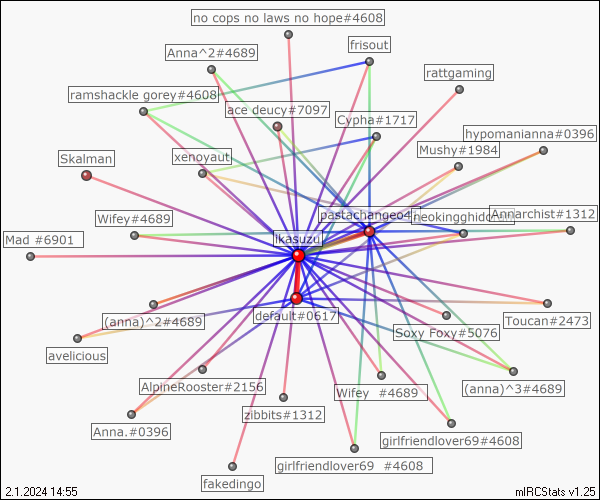 no cops no laws no hope#4608
frisout
Anna^2#4689
rattgaming
ramshackle gorey#4608
ace deucy#7097
Cypha#1717
hypomanianna#0396
Mushy#1984
Skalman
xenoyaut
pastachangeo4
Wifey#4689
neokingghido
Annarchist#1312
Mad #6901
ikasuzu
default#0617
(anna)^2#4689
Toucan#2473
Soxy Foxy#5076
avelicious
AlpineRooster#2156
Wifey  #4689
(anna)^3#4689
zibbits#1312
Anna.#0396
girlfriendlover69#4608
girlfriendlover69  #4608
fakedingo
2.1.2024 14:55
mIRCStats v1.25